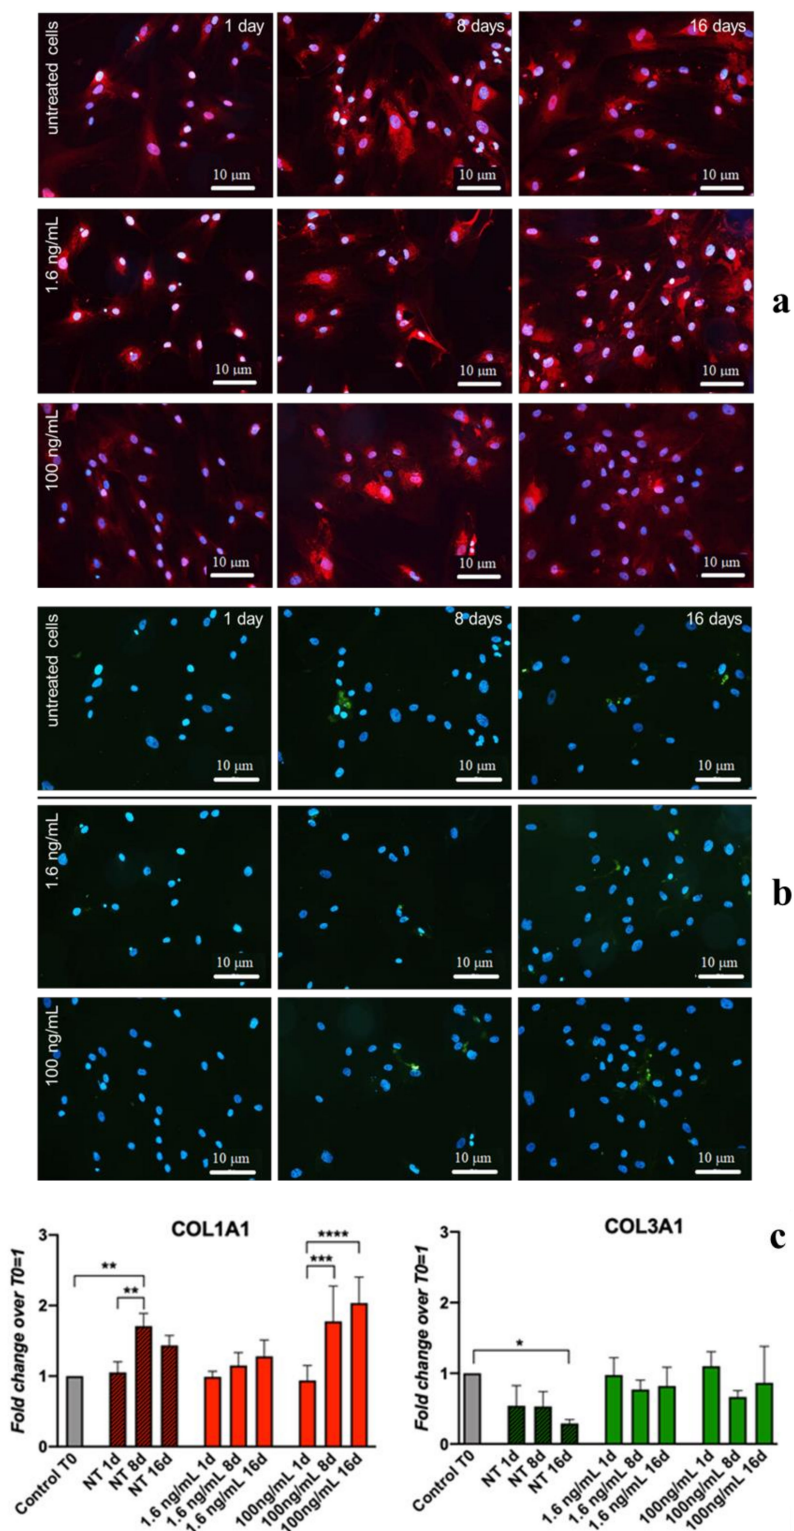 untreated cells
1 day
8 days
16 days
10 µm
10 µm
10 µm
1.6 ng/mL
10 µm
10 µm
10 µm
a
100 ng/mL
10 µm
10 µm
10 µm
untreated cells
1 day
8 days
16 days
10 µm
10 µm
10 µm
1.6 ng/mL
10 µm
10 µm
10 µm
b
100 ng/mL
10 µm
10 µm
10 µm
c
COL1A1
Fold change over T0=1
3
2
1
0
**
**
***
****
Control T0
NT 1d
NT 8d
NT 16d
1.6 ng/mL 1d
1.6 ng/mL 8d
1.6 ng/mL 16d
100ng/mL 1d
100ng/mL 8d
100ng/mL 16d
COL3A1
Fold change over T0=1
3
2
1
0
*
Control T0
NT 1d
NT 8d
NT 16d
1.6 ng/mL 1d
1.6 ng/mL 8d
1.6 ng/mL 16d
100ng/mL 1d
100ng/mL 8d
100ng/mL 16d